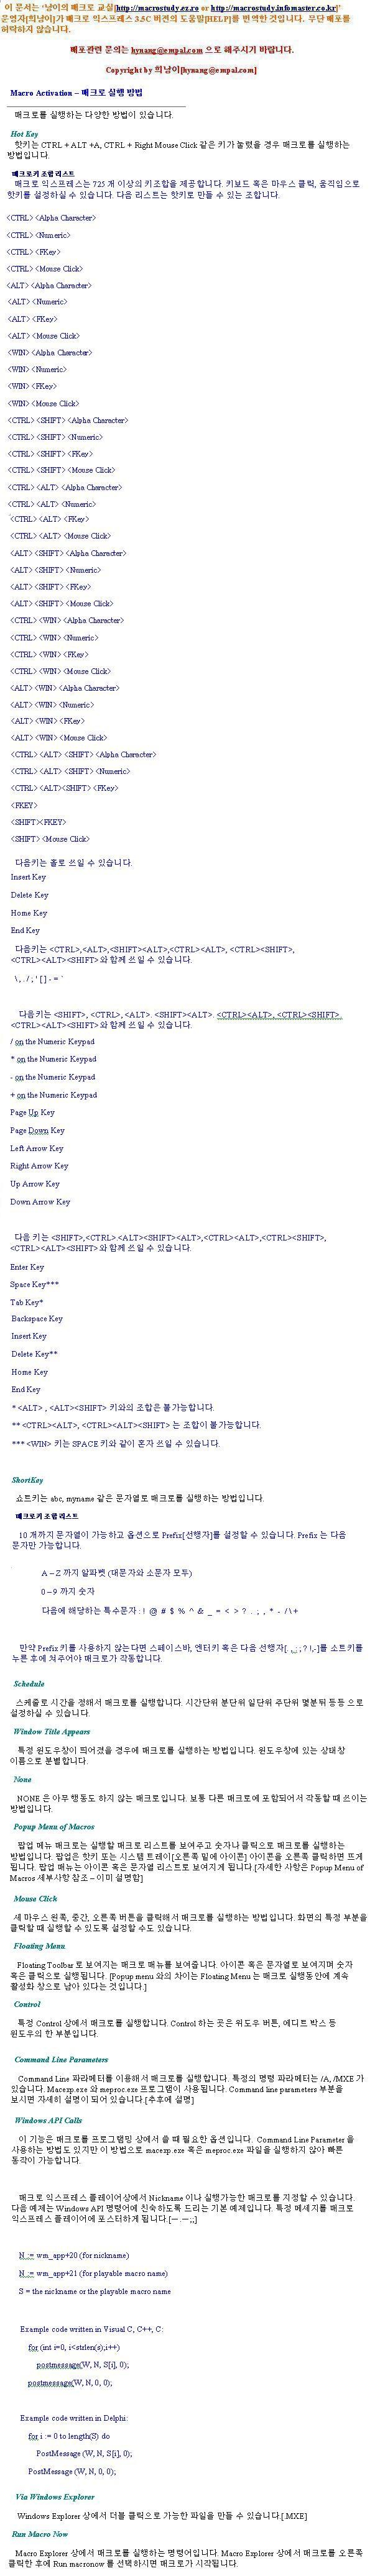 이 문서는 '낭이의 매크로 교실[http://macrostudy.ez.ro or http://macrostudy.infomaster.co.kr]'
운영자[희낭이]가 매크로 익스프레스 3.5C 버젼의 도움말[HELP]를 번역한 것입니다. 무단 배포를
허락하지 않습니다.
배포관련 문의는 hynang@empal.com 으로 해주시기 바랍니다.
Copyright by 희낭이[hynang@empal.com]
Macro Activation – 매크로 실행 방법
매크로를 실행하는 다양한 방법이 있습니다.
Hot Key
핫키는 CTRL + ALT +A, CTRL + Right Mouse Click 같은 키가 눌렸을 경우 매크로를 실행하는
방법입니다.
매크로키 조합 리스트
매크로 익스프레스는 725 개 이상의 키조합을 제공합니다. 키보드 혹은 마우스 클릭, 움직임으로
핫키를 설정하실 수 있습니다. 다음 리스트는 핫키로 만들 수 있는 조합니다.
<CTRL> <Alpha Character>
<CTRL> <Numeric>
<CTRL> <FKey>
<CTRL> <Mouse Click>
<ALT> <Alpha Character>
<ALT> <Numeric>
<ALT> <FKey>
<ALT> <Mouse Click>
<WIN> <Alpha Character>
<WIN> <Numeric>
<WIN> <FKey>
<WIN> <Mouse Click>
<CTRL> <SHIFT> <Alpha Character>
<CTRL> <SHIFT> <Numeric>
<CTRL> <SHIFT> <FKey>
<CTRL> <SHIFT> <Mouse Click>
<CTRL> <ALT> <Alpha Character>
<CTRL> <ALT> <Numeric>
<CTRL> <ALT> <FKey>
<CTRL> <ALT> <Mouse Click>
<ALT> <SHIFT> <Alpha Character>
<ALT> <SHIFT> <Numeric>
<ALT> <SHIFT> <FKey>
<ALT> <SHIFT> <Mouse Click>
<CTRL> <WIN> <Alpha Character>
<CTRL> <WIN> <Numeric>
<CTRL> <WIN> <FKey>
<CTRL> <WIN> <Mouse Click>
<ALT> <WIN> <Alpha Character>
<ALT> <WIN> <Numeric>
<ALT> <WIN> <FKey>
<ALT> <WIN> <Mouse Click>
<CTRL> <ALT> <SHIFT> <Alpha Character>
<CTRL> <ALT> <SHIFT> <Numeric>
<CTRL> <ALT><SHIFT> <FKey>
<FKEY>
<SHIFT><FKEY>
<SHIFT> <Mouse Click>
다음키는 홀로 쓰일 수 있습니다.
Insert Key
Delete Key
Home Key
End Key
다음키는 <CTRL>,<ALT>,<SHIFT><ALT>,<CTRL><ALT>, <CTRL><SHIFT>,
<CTRL><ALT><SHIFT> 와 함께 쓰일 수 있습니다.
\ , . / ; ' [ ] - = `
다음키는 <SHIFT>, <CTRL>, <ALT>. <SHIFT><ALT>. <CTRL><ALT>, <CTRL><SHIFT>.
<CTRL><ALT><SHIFT> 와 함께 쓰일 수 있습니다.
/ on the Numeric Keypad
* on the Numeric Keypad
- on the Numeric Keypad
+ on the Numeric Keypad
Page Up Key
Page Down Key
Left Arrow Key
Right Arrow Key
Up Arrow Key
Down Arrow Key
다음 키는 <SHIFT>,<CTRL>.<ALT><SHIFT><ALT>,<CTRL><ALT>,<CTRL><SHIFT>,
<CTRL><ALT><SHIFT> 와 함께 쓰일 수 있습니다.
Enter Key
Space Key***
Tab Key*
Backspace Key
Insert Key
Delete Key**
Home Key
End Key
* <ALT> , <ALT><SHIFT> 키와의 조합은 불가능합니다.
** <CTRL><ALT>, <CTRL><ALT><SHIFT> 는 조합이 불가능합니다.
*** <WIN> 키는 SPACE 키와 같이 혼자 쓰일 수 있습니다.
ShortKey
쇼트키는 abc, myname 같은 문자열로 매크로를 실행하는 방법입니다.
매크로키 조합 리스트
10 개까지 문자열이 가능하고 옵션으로 Prefix[선행자]를 설정할 수 있습니다. Prefix 는 다음
문자만 가능합니다.
A – Z 까지 알파벳 (대문자와 소문자 모두)
0 – 9 까지 숫자
다음에 해당하는 특수문자 : ! @ # $ % ^ & _ = < > ? . ; , * - / \ +
만약 Prefix 키를 사용하지 않는다면 스페이스바, 엔터키 혹은 다음 선행자[. ,_; ; ? !,-]를 쇼트키를
누른 후에 쳐주어야 매크로가 작동합니다.
Schedule
스케줄로 시간을 정해서 매크로를 실행합니다. 시간단위 분단위 일단위 주단위 몇분뒤 등등 으로
설정하실 수 있습니다.
Window Title Appears
특정 윈도우창이 띄어졌을 경우에 매크로를 실행하는 방법입니다. 윈도우창에 있는 상태창
이름으로 분별합니다.
None
NONE 은 아무 행동도 하지 않는 매크로입니다. 보통 다른 매크로에 포함되어서 작동할 때 쓰이는
방법입니다.
Popup Menu of Macros
팝업 메뉴 매크로는 실행할 매크로 리스트를 보여주고 숫자나 클릭으로 매크로를 실행하는
방법입니다. 팝업은 핫키 또는 시스템 트레이[오른쪽 밑에 아이콘] 아이콘을 오른쪽 클릭하면 뜨게
됩니다. 팝업 메뉴는 아이콘 혹은 문자열 리스트로 보여지게 됩니다.[자세한 사항은 Popup Menu of
Macros 세부사항 참조 – 이미 설명함]
Mouse Click
세 마우스 왼쪽, 중간, 오른쪽 버튼을 클릭해서 매크로를 실행하는 방법입니다. 화면의 특정 부분을
클릭할 때 실행할 수 있도록 설정할 수도 있습니다.
Floating Menu.
Floating Toolbar 로 보여지는 매크로 매뉴를 보여줍니다. 아이콘 혹은 문자열로 보여지며 숫자
혹은 클릭으로 실행됩니다. [Popup menu 와의 차이는 Floating Menu 는 매크로 실행동안에 계속
활성화 창으로 남아 있다는 것입니다.]
Control
특정 Control 상에서 매크로를 실행합니다. Control 하는 곳은 위도우 버튼, 에디트 박스 등
윈도우의 한 부분입니다.
Command Line Parameters
Command Line 파라메터를 이용해서 매크로를 실행합니다. 특정의 명령 파라메터는 /A, /MXE 가
있습니다. Macexp.exe 와 meproc.exe 프로그램이 사용됩니다. Command line parameters 부분을
보시면 자세히 설명이 되어 있습니다.[추후에 설명]
Windows API Calls
이 기능은 매크로를 프로그램밍 상에서 쓸 때 필요한 옵션입니다. Command Line Parameter 을
사용하는 방법도 있지만 이 방법으로 macexp.exe 혹은 meproc.exe 파일을 실행하지 않아 빠른
동작이 가능합니다.
매크로 익스프레스 플레이어상에서 Nickname 이나 실행가능한 매크로를 지정할 수 있습니다.
다음 예제는 Windows API 명령어에 친숙하도록 드리는 기본 예제입니다. 특정 메세지를 매크로
익스프레스 플레이어에 포스터하게 됩니다.[ㅡ.ㅡ;;]
N := wm_app+20 (for nickname)
N := wm_app+21 (for playable macro name)
S = the nickname or the playable macro name
Example code written in Visual C, C++, C:
for (int i=0, i<strlen(s);i++)
postmessage(W, N, S[i], 0);
postmessage(W, N, 0, 0);
Example code written in Delphi:
for i := 0 to length(S) do
PostMessage (W, N, S[i], 0);
PostMessage (W, N, 0, 0);
Via Windows Explorer
Windows Explorer 상에서 더블 클릭으로 가능한 파일을 만들 수 있습니다.[.MXE]
Run Macro Now
Macro Explorer 상에서 매크로를 실행하는 명령어입니다. Macro Explorer 상에서 매크로를 오른쪽
클릭한 후에 Run macronow 를 선택하시면 매크로가 시작됩니다.